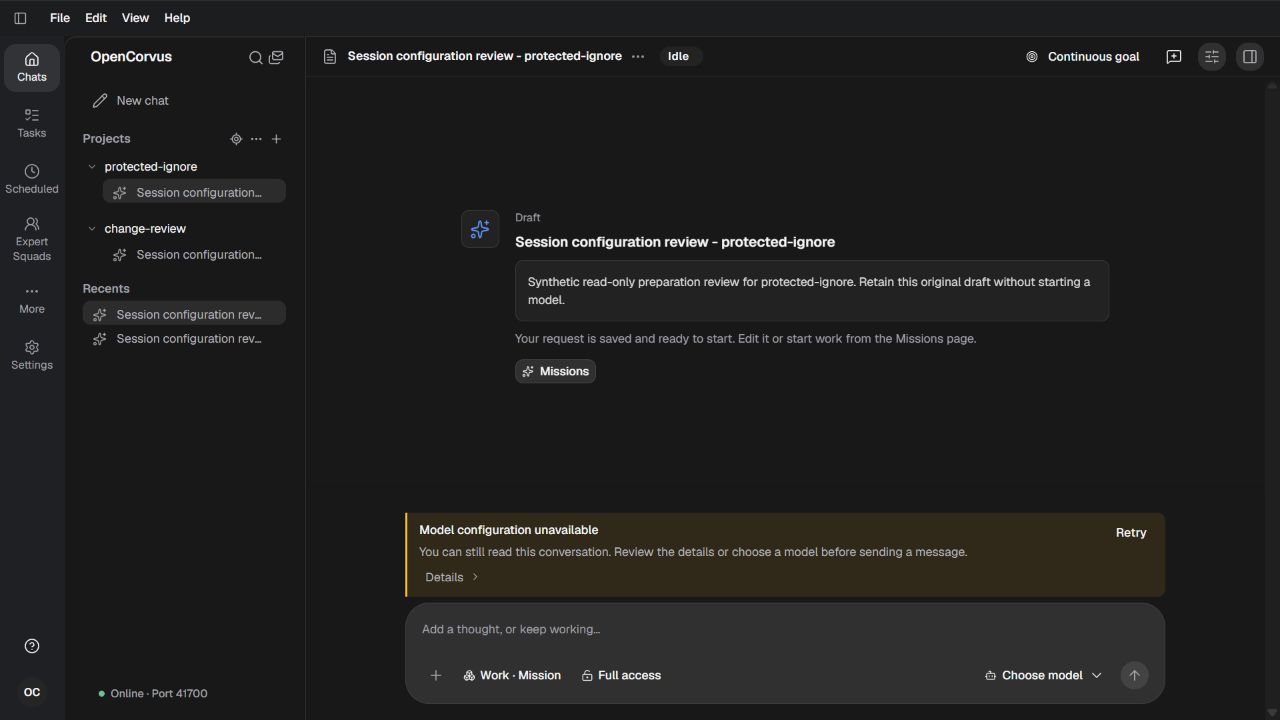 File Edit View Help
Chats
Tasks
Scheduled
Expert
Squads
More
Settings
OC
OpenCorvus
New chat
Projects
protected-ignore
Session configuration...
change-review
Session configuration...
Recents
Session configuration rev...
Session configuration rev...
Online · Port 41700
Session configuration review - protected-ignore
Idle
Continuous goal
Draft
Session configuration review - protected-ignore
Synthetic read-only preparation review for protected-ignore. Retain this original draft without starting a
model.
Your request is saved and ready to start. Edit it or start work from the Missions page.
Missions
Model configuration unavailable
Retry
You can still read this conversation. Review the details or choose a model before sending a message.
Details
Add a thought, or keep working...
Work · Mission
Full access
Choose model